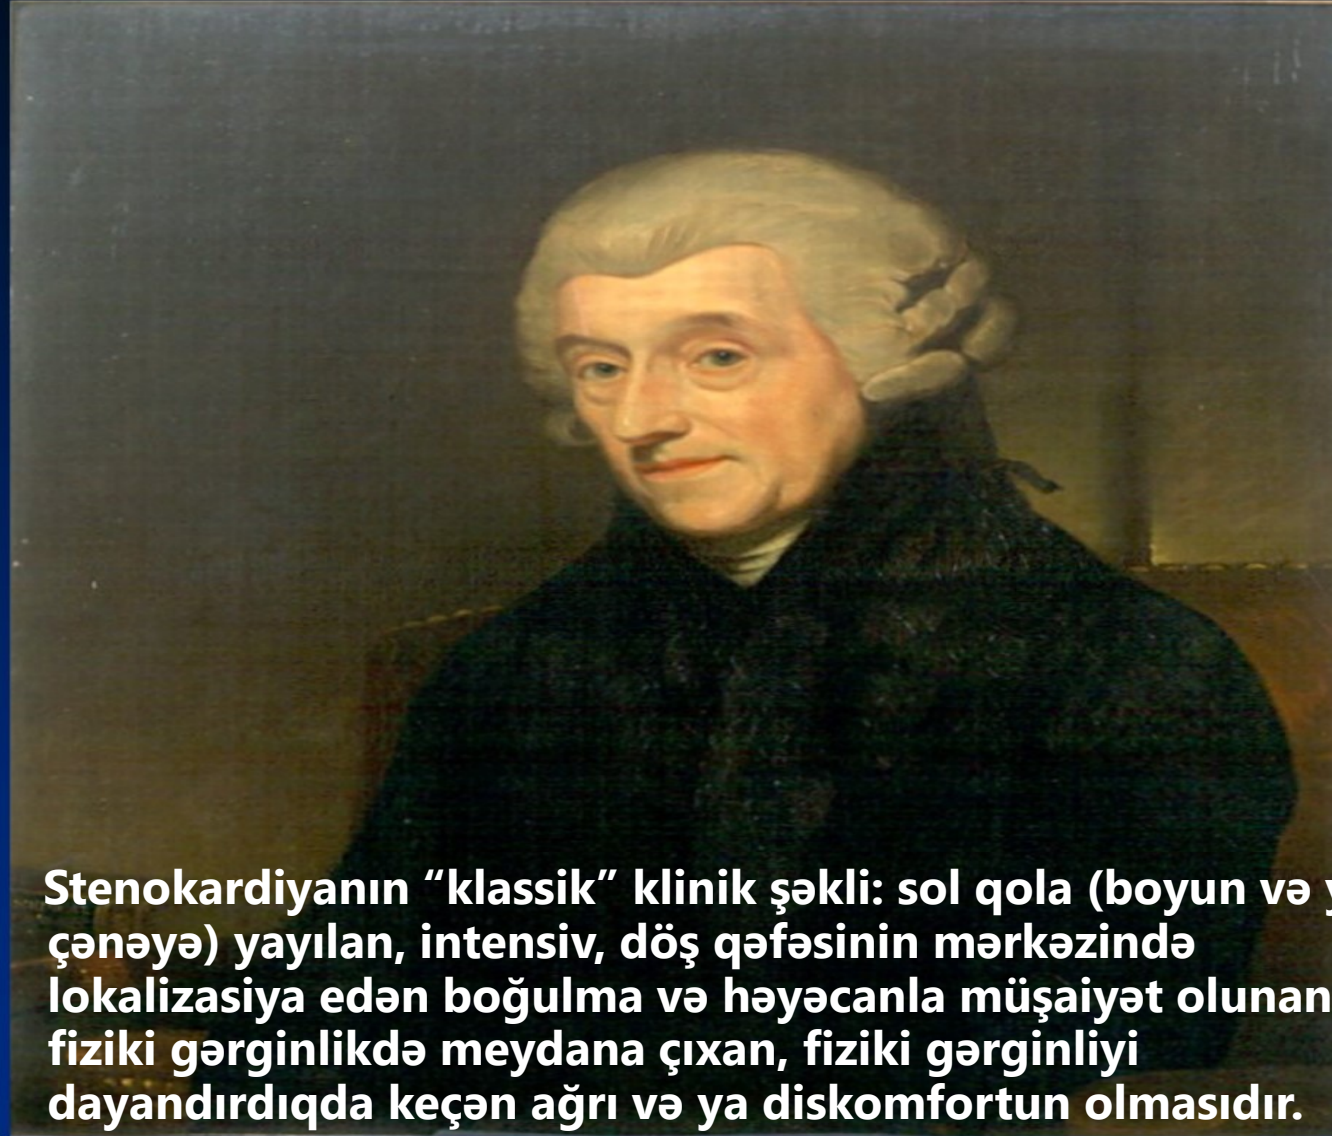 Stenokardiyanın “klassik” klinik şəkli: sol qola (boyun və
çənəyə) yayılan, intensiv, döş qəfəsinin mərkəzində
lokalizasiya edən boğulma və həyəcanla müşaiyət olunan
fiziki gərginlikdə meydana çıxan, fiziki gərginliyi
dayandırdıqda keçən ağrı və ya diskomfortun olmasıdır.